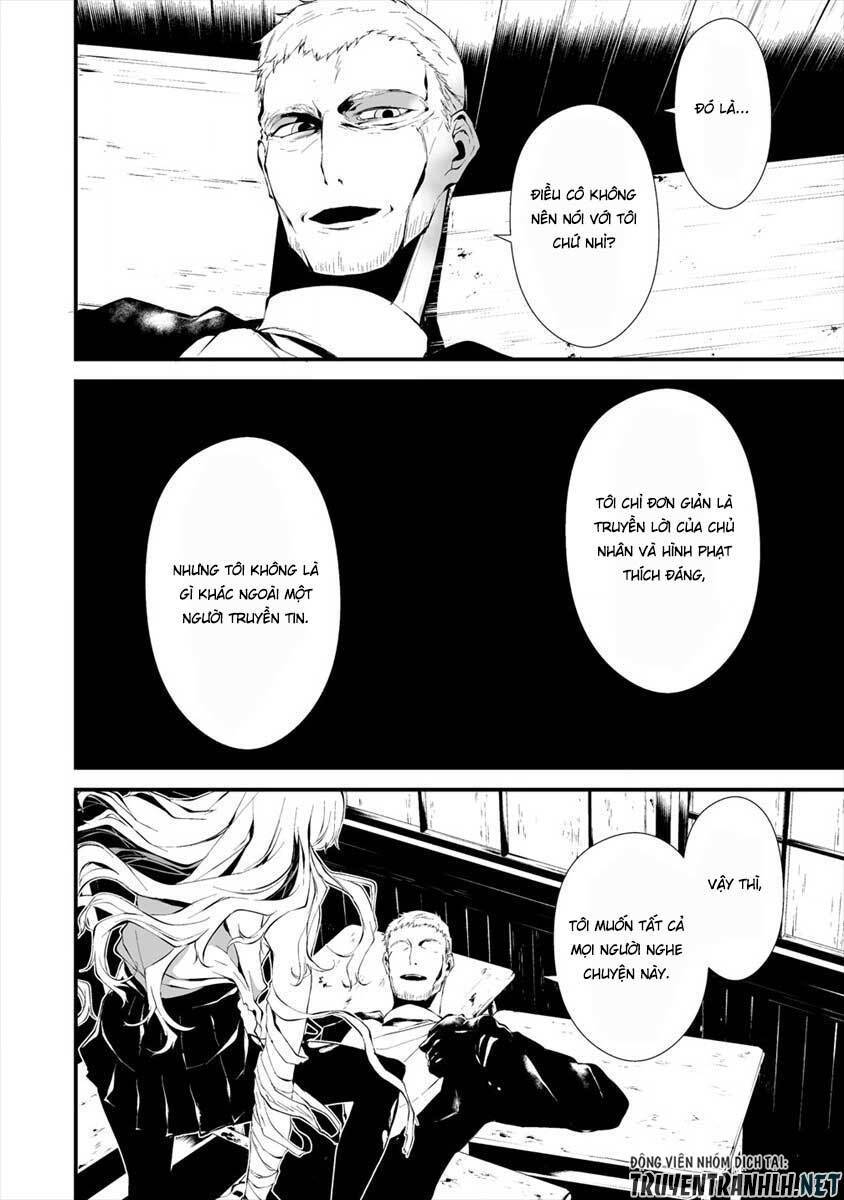 ĐÓ LÀ...
ĐIỀU CÔ KHÔNG
NÊN NÓI VỚI TÔI
CHỨ NHỈ?
TÔI CHỈ ĐƠN GIẢN LÀ
TRUYỀN LỜI CỦA CHỦ
NHÂN VÀ HÌNH PHẠT
THÍCH ĐÁNG,
NHƯNG TÔI KHÔNG LÀ
GÌ KHÁC NGOÀI MỘT
NGƯỜI TRUYỀN TIN.
VẬY THÌ,
TÔI MUỐN TẤT CẢ
MỌI NGƯỜI NGHE
CHUYỆN NÀY.
ĐỘNG VIÊN NHÓM DỊCH TẠI:
TRUYENTRANHLH.NET